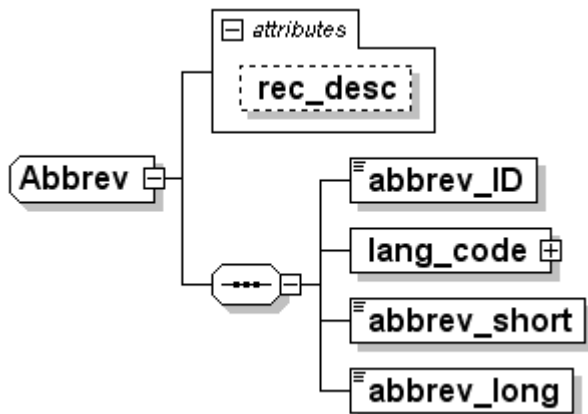 attributes
rec_desc
Abbrev
abbrev_ID
lang_code
abbrev_short
abbrev_long